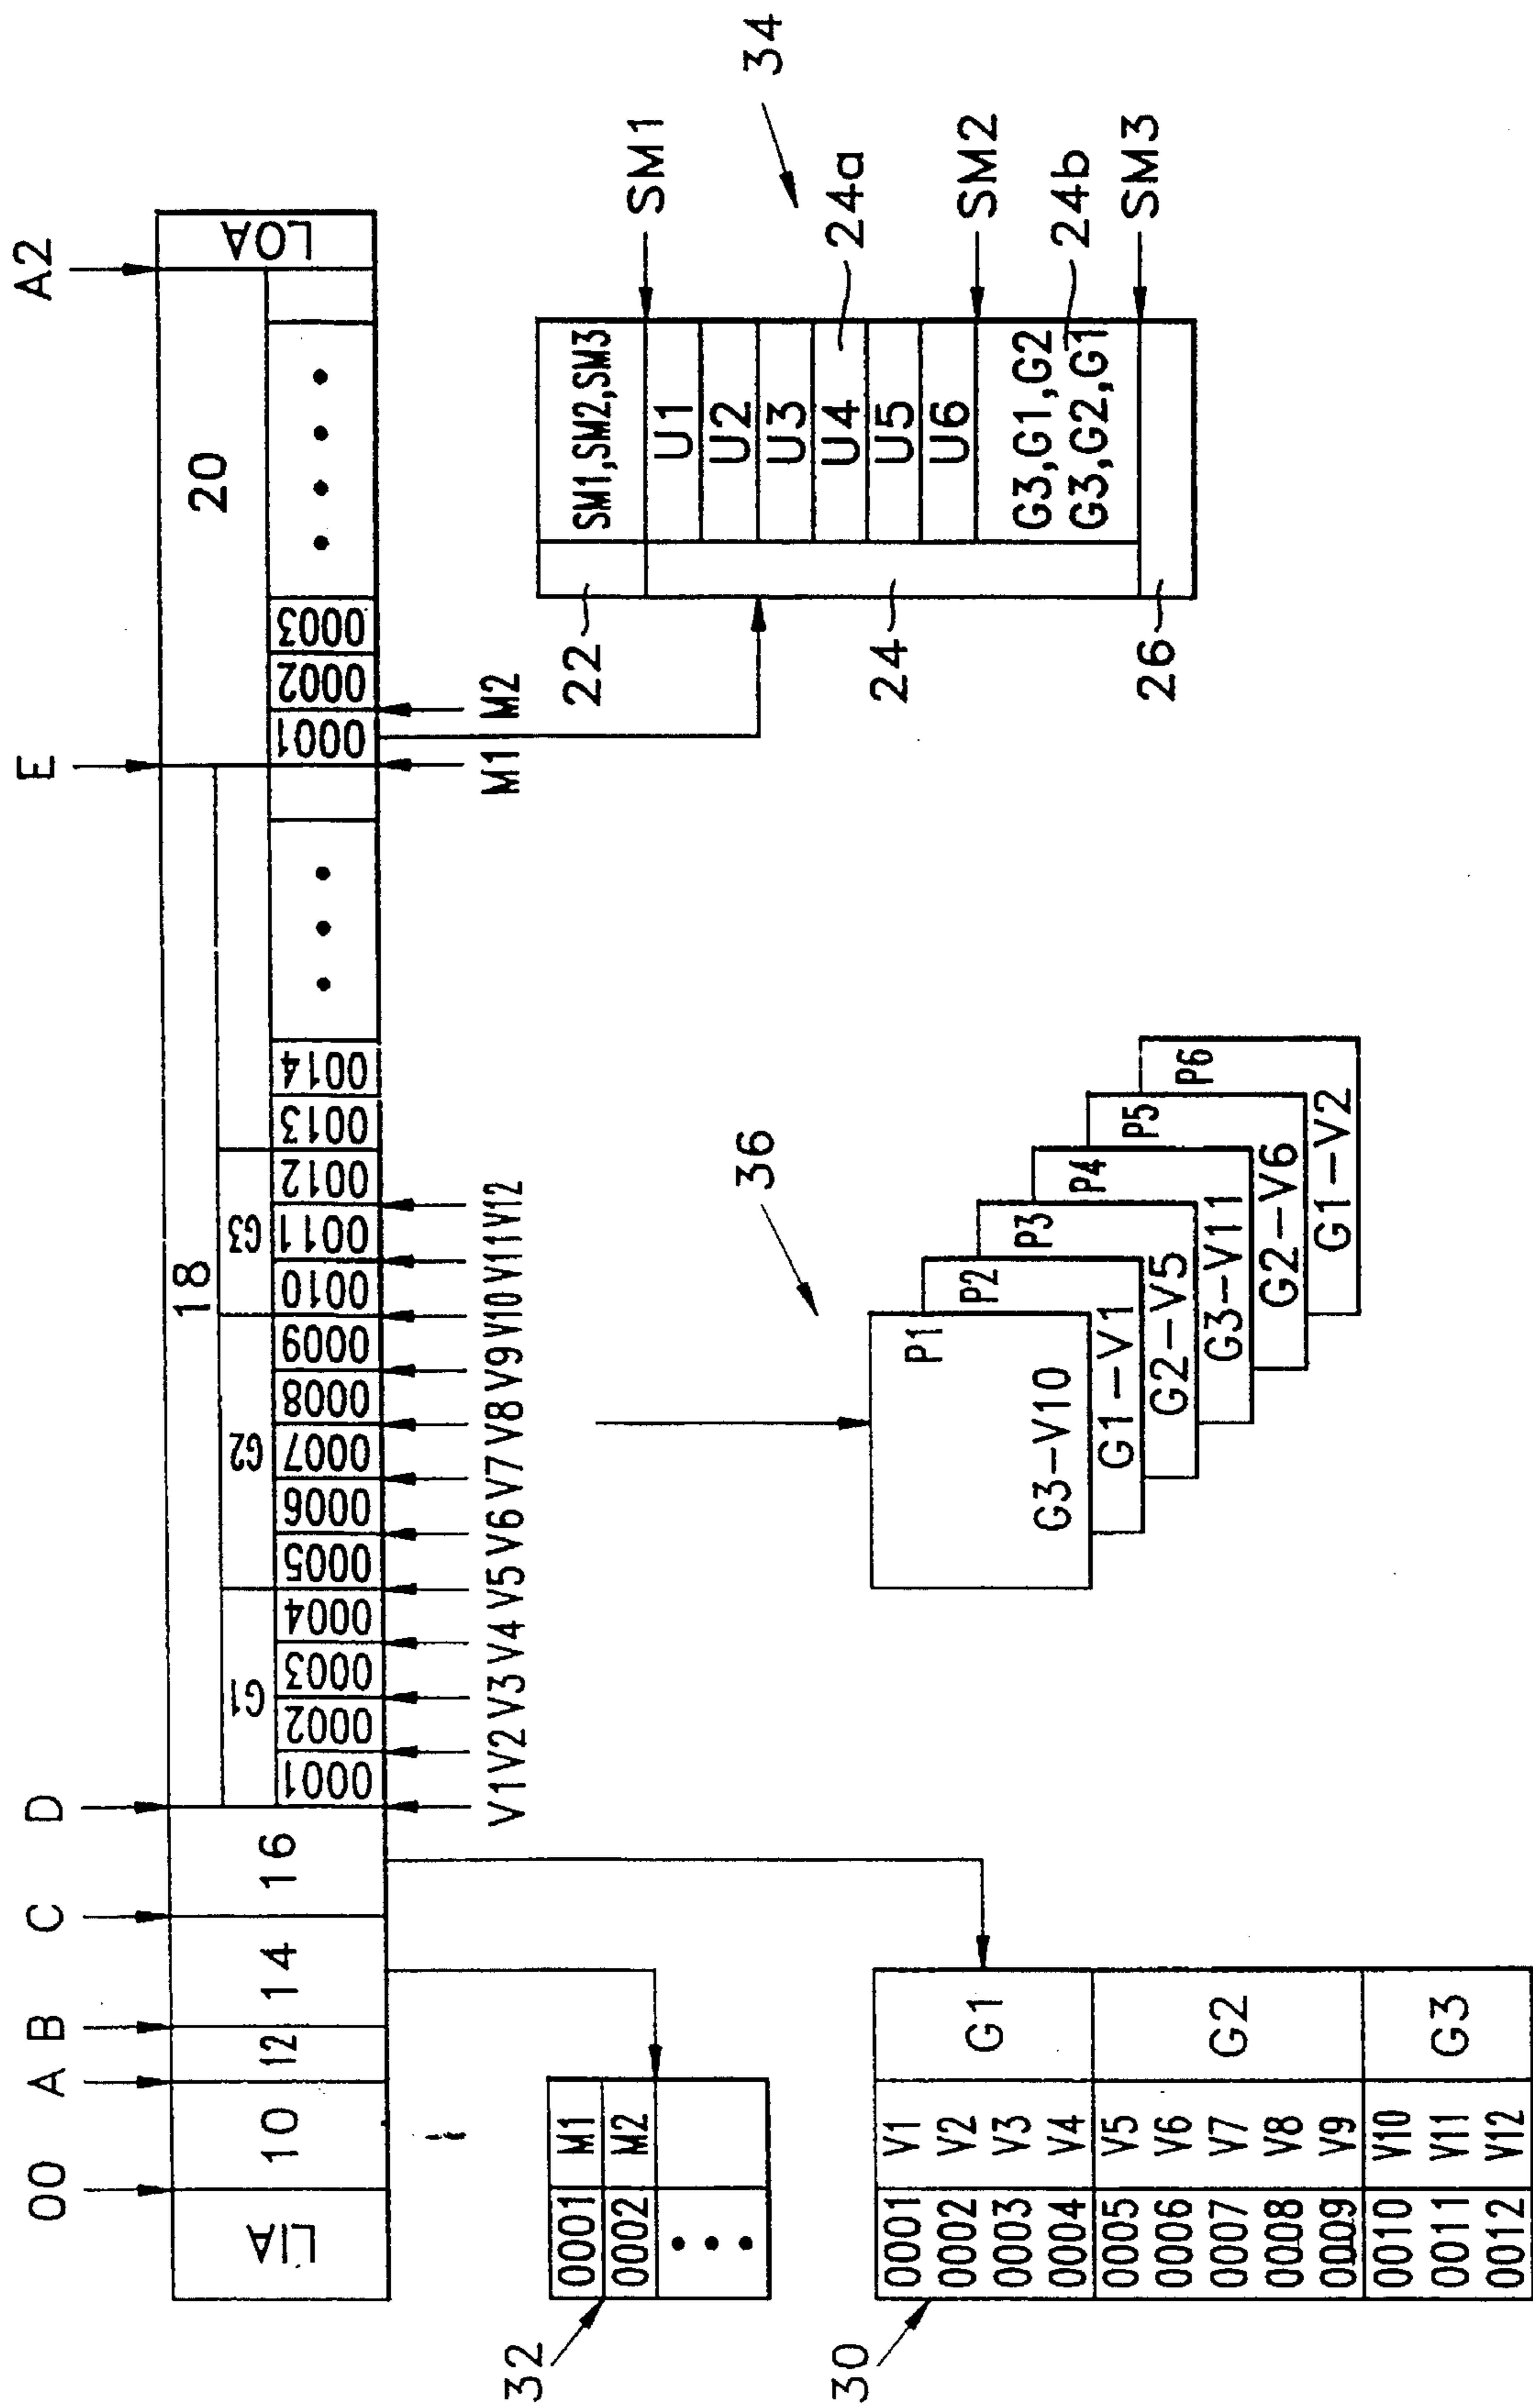 00 A B C D E A2
LIA 10 12 14 16 18 20 LOA
G1 G2 G3
0001 0002 0003 0004 0005 0006 0007 0008 0009 0010 0011 0012 0013 0014 • • • 0001 0002 0003 • • • •
V1 V2 V3 V4 V5 V6 V7 V8 V9 V10 V11 V12 M1 M2
32
0001 M1
0002 M2
• • •
30
0001 V1 G1
0002 V2
0003 V3
0004 V4
0005 V5 G2
0006 V6
0007 V7
0008 V8
0009 V9
0010 V10 G3
0011 V11
0012 V12
36
P1
G3–V10
P2
G1–V1
P3
G2–V5
P4
G3–V11
P5
G2–V6
P6
G1–V2
34
22
SM1,SM2,SM3
SM1
24
U1
U2
U3
U4
24a
U5
U6
SM2
G3,G1,G2
24b
G3,G2,G1
SM3
26